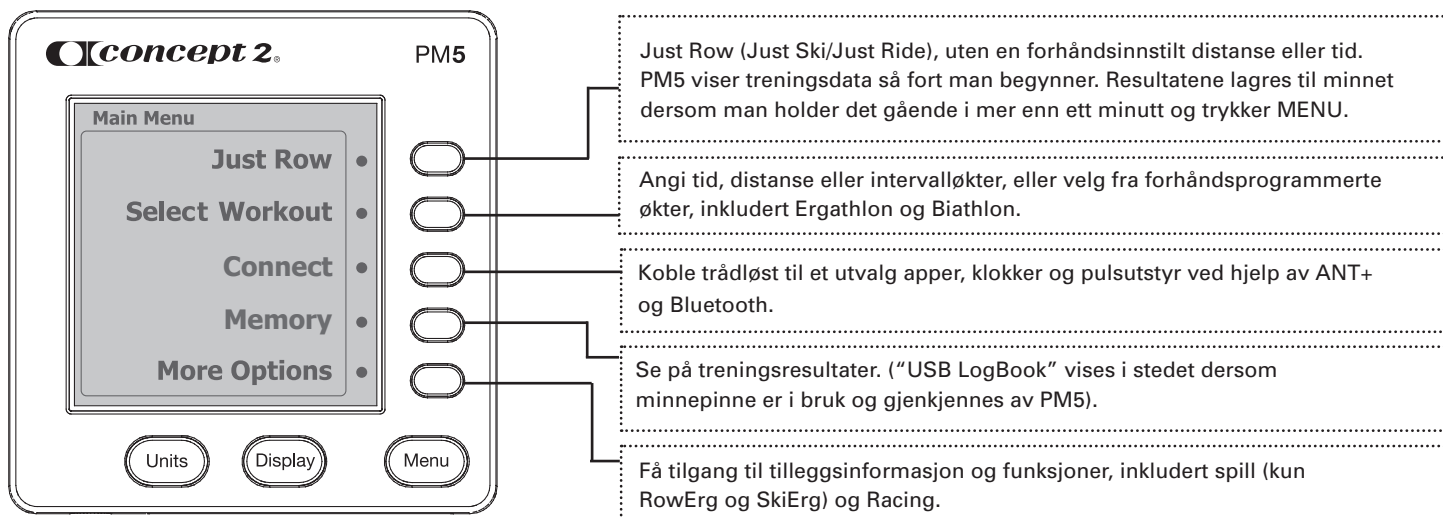 concept 2.
PM5
Main Menu
Just Row
Select Workout
Connect
Memory
More Options
Units
Display
Menu
Just Row (Just Ski/Just Ride), uten en forhåndsinnstilt distanse eller tid.
PM5 viser treningsdata så fort man begynner. Resultatene lagres til minnet
dersom man holder det gående i mer enn ett minutt og trykker MENU.
Angi tid, distanse eller intervalløkter, eller velg fra forhåndsprogrammerte
økter, inkludert Ergathlon og Biathlon.
Koble trådløst til et utvalg apper, klokker og pulsutstyr ved hjelp av ANT+
og Bluetooth.
Se på treningsresultater. (“USB LogBook” vises i stedet dersom
minnepinne er i bruk og gjenkjennes av PM5).
Få tilgang til tilleggsinformasjon og funksjoner, inkludert spill (kun
RowErg og SkiErg) og Racing.